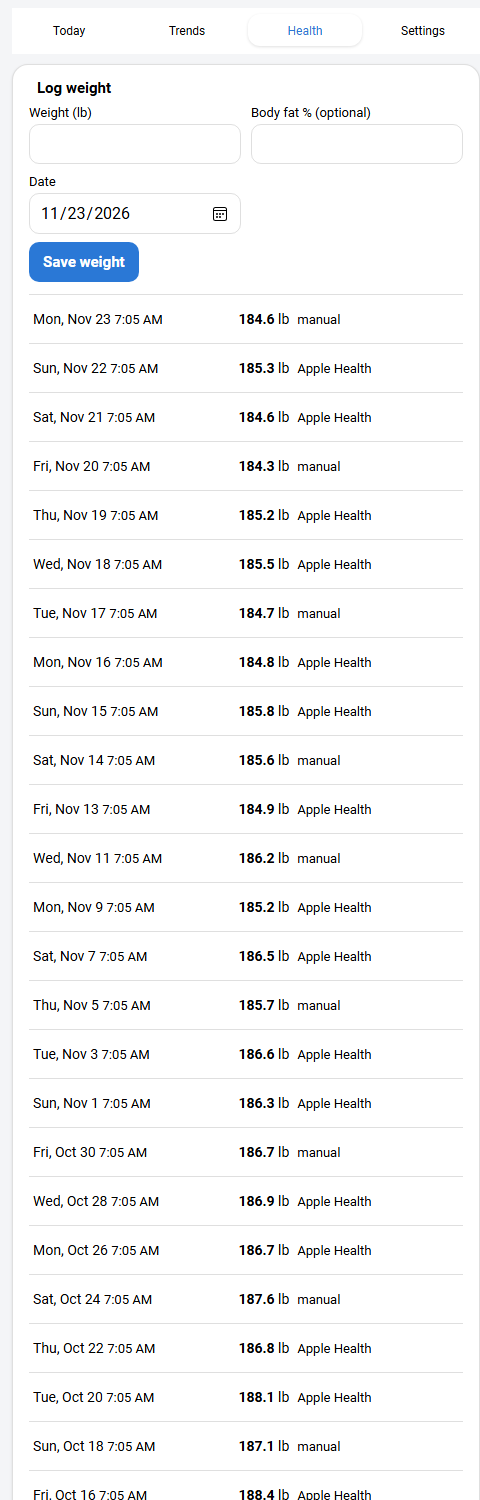 Today Trends Health Settings
Log weight
Weight (lb) Body fat % (optional)
Date
11/23/2026
Save weight
Mon, Nov 23 7:05 AM 184.6 lb manual
Sun, Nov 22 7:05 AM 185.3 lb Apple Health
Sat, Nov 21 7:05 AM 184.6 lb Apple Health
Fri, Nov 20 7:05 AM 184.3 lb manual
Thu, Nov 19 7:05 AM 185.2 lb Apple Health
Wed, Nov 18 7:05 AM 185.5 lb Apple Health
Tue, Nov 17 7:05 AM 184.7 lb manual
Mon, Nov 16 7:05 AM 184.8 lb Apple Health
Sun, Nov 15 7:05 AM 185.8 lb Apple Health
Sat, Nov 14 7:05 AM 185.6 lb manual
Fri, Nov 13 7:05 AM 184.9 lb Apple Health
Wed, Nov 11 7:05 AM 186.2 lb manual
Mon, Nov 9 7:05 AM 185.2 lb Apple Health
Sat, Nov 7 7:05 AM 186.5 lb Apple Health
Thu, Nov 5 7:05 AM 185.7 lb manual
Tue, Nov 3 7:05 AM 186.6 lb Apple Health
Sun, Nov 1 7:05 AM 186.3 lb Apple Health
Fri, Oct 30 7:05 AM 186.7 lb manual
Wed, Oct 28 7:05 AM 186.9 lb Apple Health
Mon, Oct 26 7:05 AM 186.7 lb Apple Health
Sat, Oct 24 7:05 AM 187.6 lb manual
Thu, Oct 22 7:05 AM 186.8 lb Apple Health
Tue, Oct 20 7:05 AM 188.1 lb Apple Health
Sun, Oct 18 7:05 AM 187.1 lb manual
Fri, Oct 16 7:05 AM 188.4 lb Apple Health